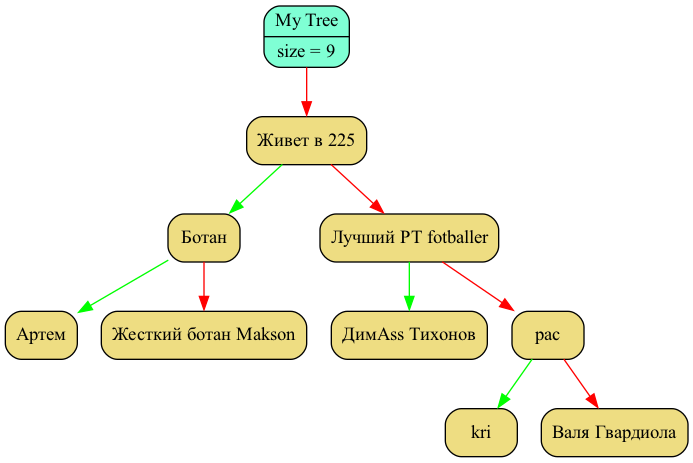 My Tree
size = 9
Живет в 225
Ботан
Лучший РТ fotballer
Артем
Жесткий ботан Makson
ДимAss Тихонов
рас
kri
Валя Гвардиола